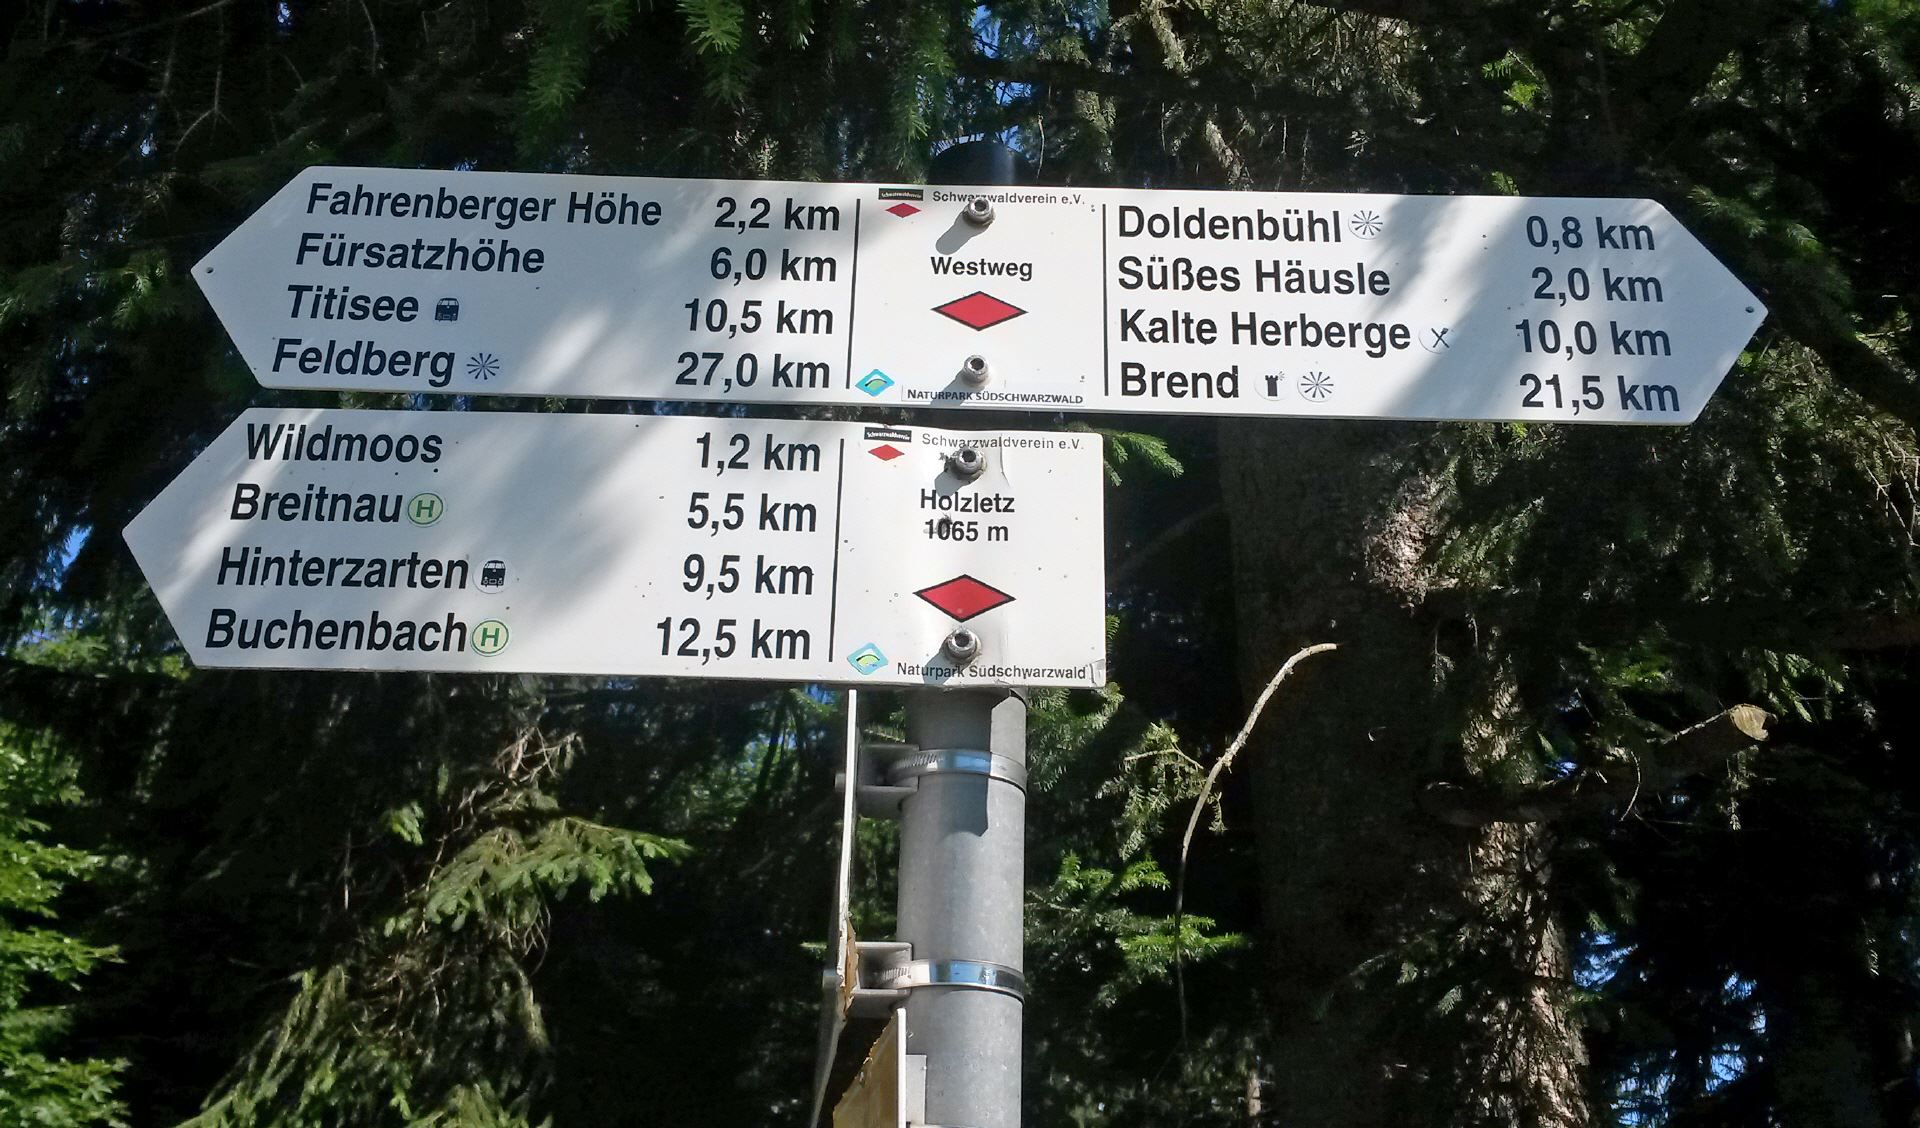 Fahrenberger Höhe 2,2 km
Fürsatzhöhe 6,0 km
Titisee 10,5 km
Feldberg 27,0 km
Schwarzwaldverein
Schwarzwaldverein e.V.
Westweg
NATURPARK SÜDSCHWARZWALD
Doldenbühl 0,8 km
Süßes Häusle 2,0 km
Kalte Herberge 10,0 km
Brend 21,5 km
Wildmoos 1,2 km
Breitnau H 5,5 km
Hinterzarten 9,5 km
Buchenbach H 12,5 km
Schwarzwaldverein
Schwarzwaldverein e.V.
Holzletz
1065 m
Naturpark Südschwarzwald